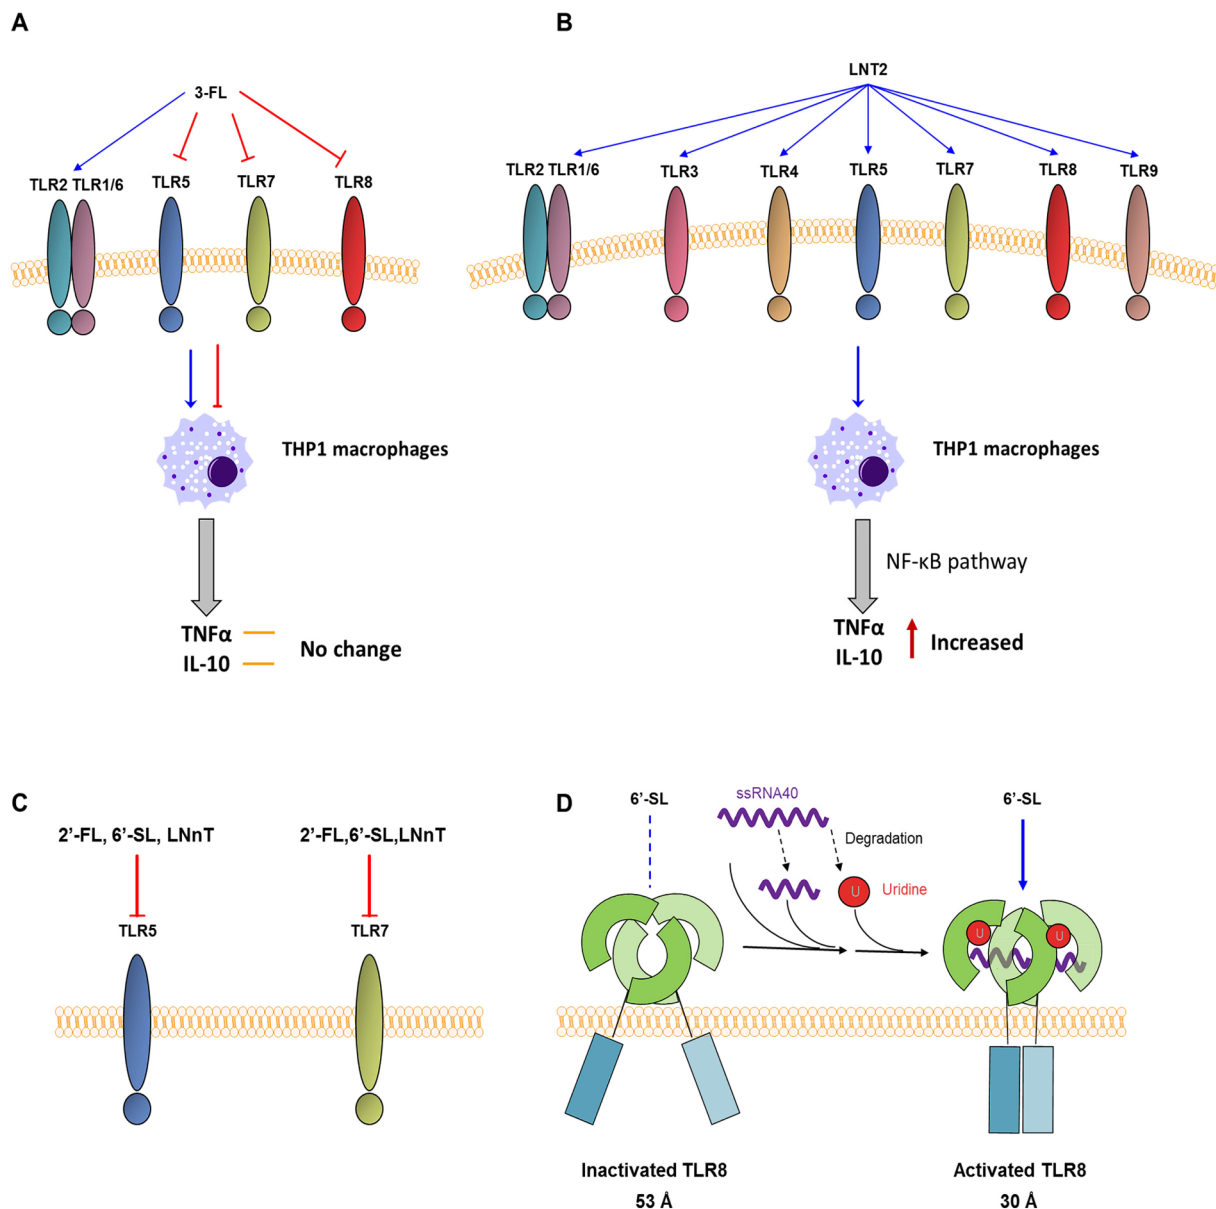 A
3-FL
TLR2 TLR1/6
TLR5
TLR7
TLR8
THP1 macrophages
TNFα
IL-10
No change
B
LNT2
TLR2 TLR1/6
TLR3
TLR4
TLR5
TLR7
TLR8
TLR9
THP1 macrophages
NF-κB pathway
TNFα
IL-10
Increased
C
2’-FL, 6’-SL, LNnT
2’-FL,6’-SL,LNnT
TLR5
TLR7
D
6’-SL
ssRNA40
Degradation
U
Uridine
6’-SL
U
U
Inactivated TLR8
53 Å
Activated TLR8
30 Å